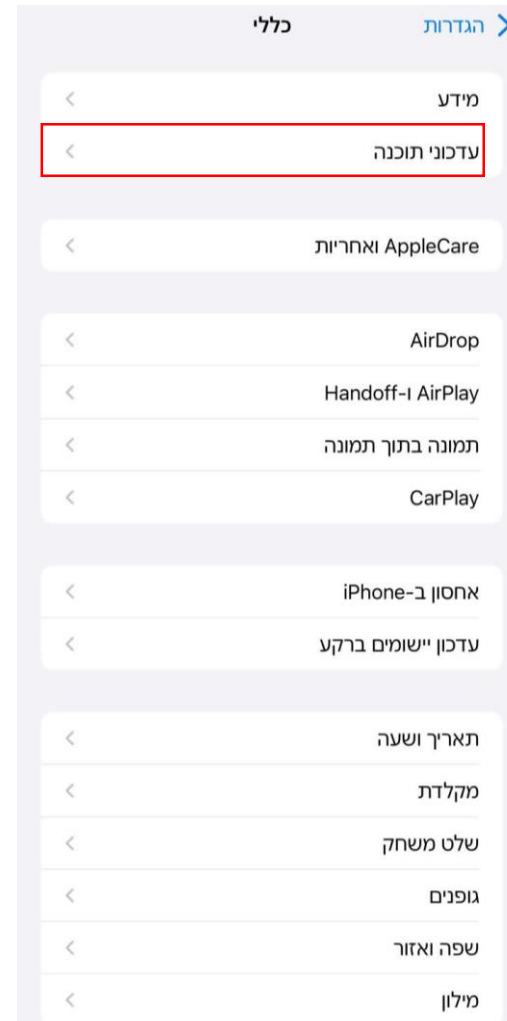 הגדרות
כללי
מידע
עדכוני תוכנה
AppleCare ואחריות
AirDrop
AirPlay ו-Handoff
תמונה בתוך תמונה
CarPlay
אחסון ב-iPhone
עדכון יישומים ברקע
תאריך ושעה
מקלדת
שלט משחק
גופנים
שפה ואזור
מילון